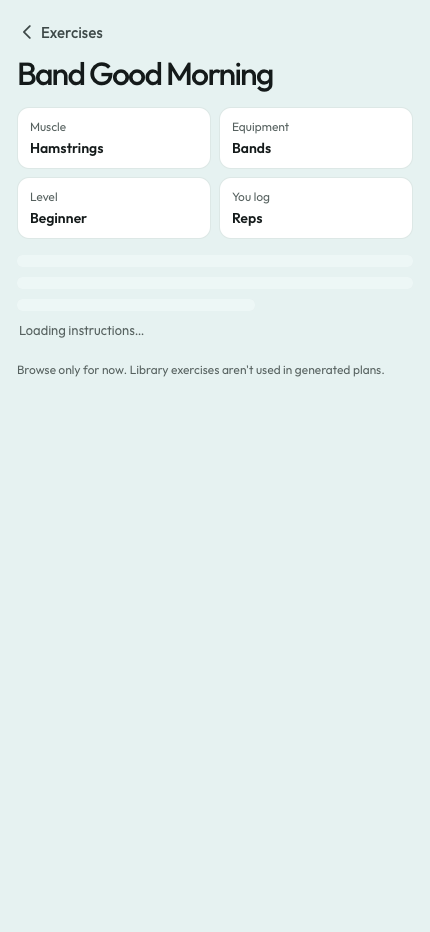 Exercises
Band Good Morning
Muscle
Hamstrings
Equipment
Bands
Level
Beginner
You log
Reps
Loading instructions…
Browse only for now. Library exercises aren't used in generated plans.